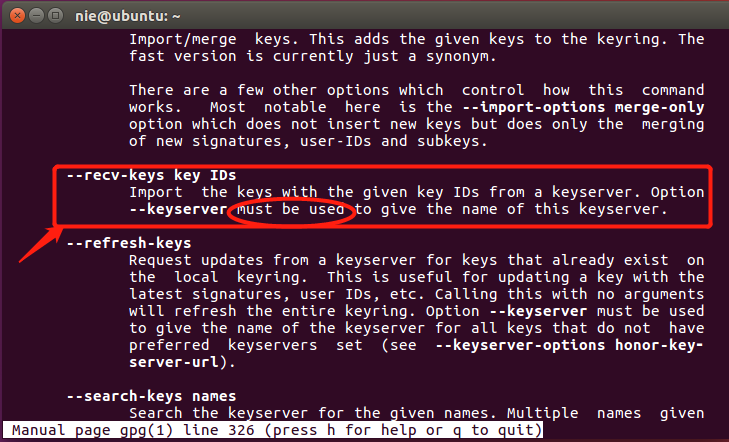 nie@ubuntu: ~
Import/merge keys. This adds the given keys to the keyring. The
fast version is currently just a synonym.
There are a few other options which control how this command
works. Most notable here is the --import-options merge-only
option which does not insert new keys but does only the merging
of new signatures, user-IDs and subkeys.
--recv-keys key IDs
Import the keys with the given key IDs from a keyserver. Option
--keyserver must be used to give the name of this keyserver.
--refresh-keys
Request updates from a keyserver for keys that already exist on
the local keyring. This is useful for updating a key with the
latest signatures, user IDs, etc. Calling this with no arguments
will refresh the entire keyring. Option --keyserver must be used
to give the name of the keyserver for all keys that do not have
preferred keyservers set (see --keyserver-options honor-key-
server-url).
--search-keys names
Search the keyserver for the given names. Multiple names given
Manual page gpg(1) line 326 (press h for help or q to quit)